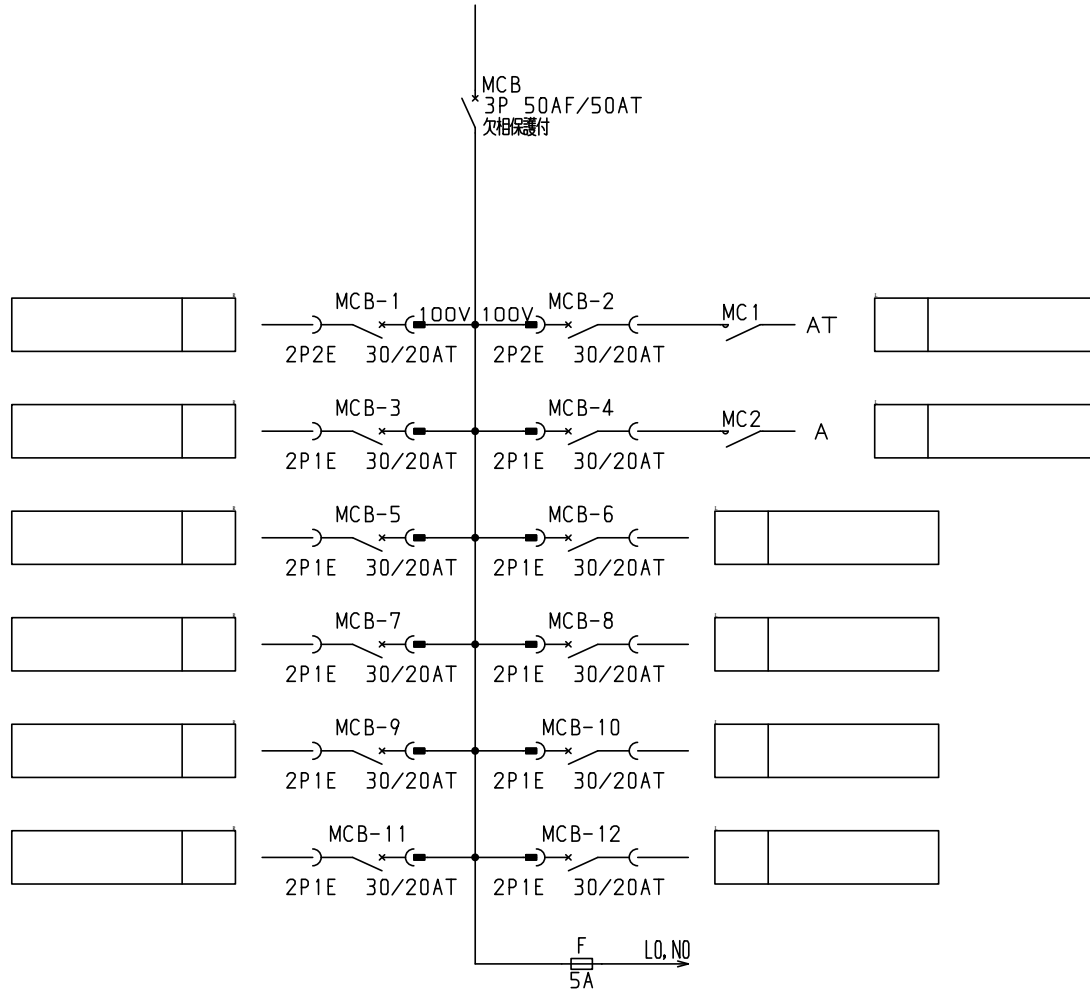 MCB
3P 50AF/50AT
欠相保護付
MCB-1 100V 100V MCB-2 MC1 AT
2P2E 30/20AT 2P2E 30/20AT
MCB-3 MCB-4 MC2 A
2P1E 30/20AT 2P1E 30/20AT
MCB-5 MCB-6
2P1E 30/20AT 2P1E 30/20AT
MCB-7 MCB-8
2P1E 30/20AT 2P1E 30/20AT
MCB-9 MCB-10
2P1E 30/20AT 2P1E 30/20AT
MCB-11 MCB-12
2P1E 30/20AT 2P1E 30/20AT
F L0,N0
5A